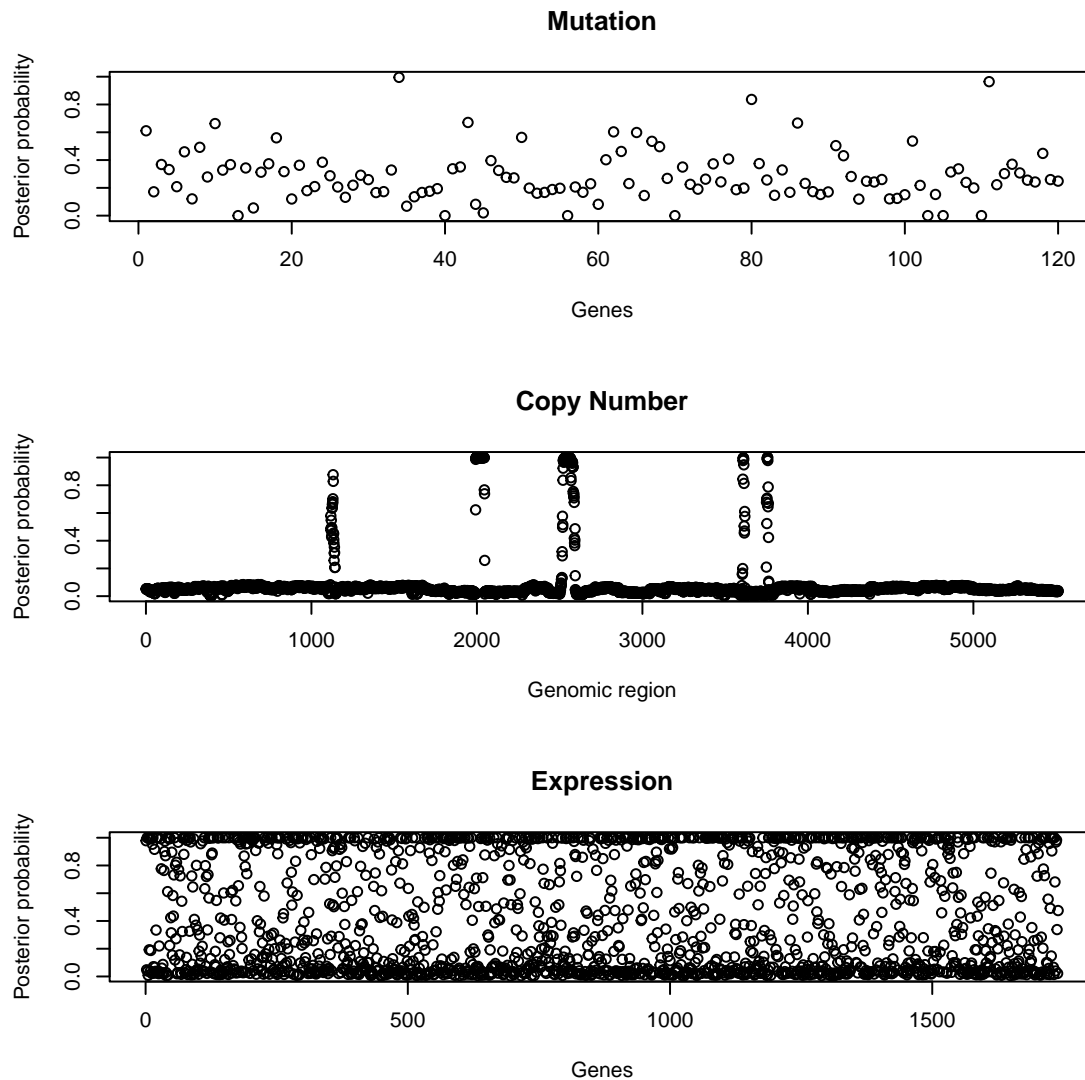 Mutation
Posterior probability
0.0 0.4 0.8
0 20 40 60 80 100 120
Genes
Copy Number
Posterior probability
0.0 0.4 0.8
0 1000 2000 3000 4000 5000
Genomic region
Expression
Posterior probability
0.0 0.4 0.8
0 500 1000 1500
Genes